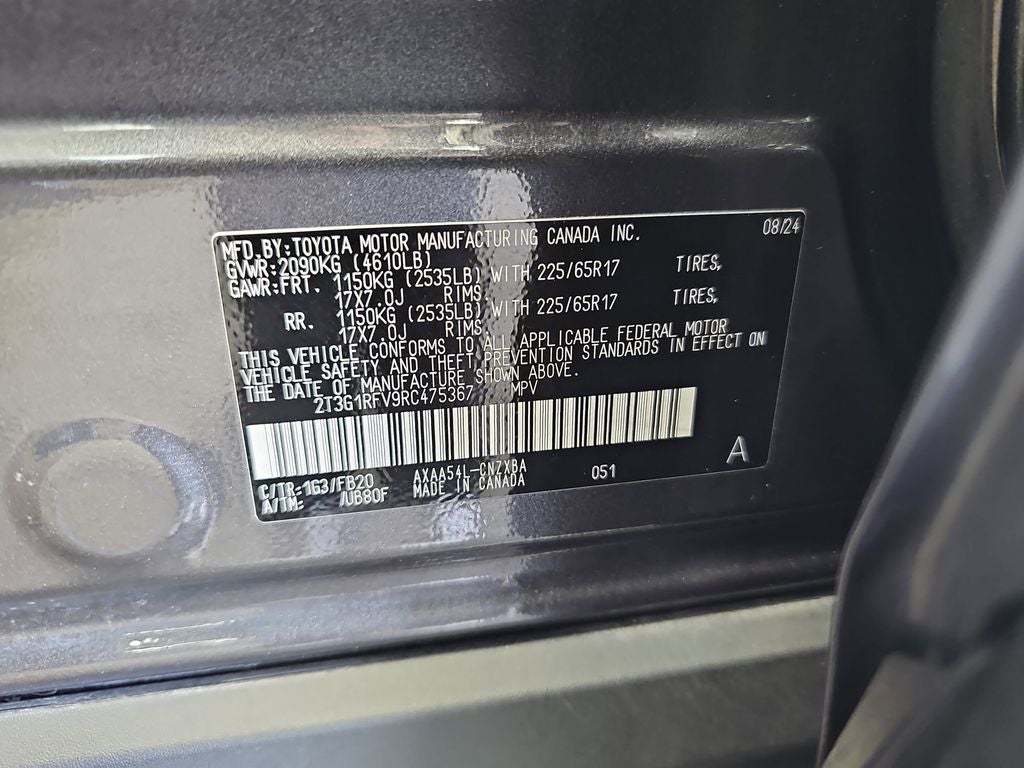 MFD.BY:TOYOTA MOTOR MANUFACTURING CANADA INC. 08/24
GVWR:2090KG (4610LB)
GAWR:FRT. 1150KG (2535LB) WITH 225/65R17 TIRES,
17X7.0J RIMS
RR. 1150KG (2535LB) WITH 225/65R17 TIRES,
17X7.0J RIMS
THIS VEHICLE CONFORMS TO ALL APPLICABLE FEDERAL MOTOR
VEHICLE SAFETY AND THEFT PREVENTION STANDARDS IN EFFECT ON
THE DATE OF MANUFACTURE SHOWN ABOVE.
2T3G1RFV9RC475367 MPV
C/TR:1G3/FB20 AXAA54L-CNZXBA 051 A
A/TM: /UB80F MADE IN CANADA